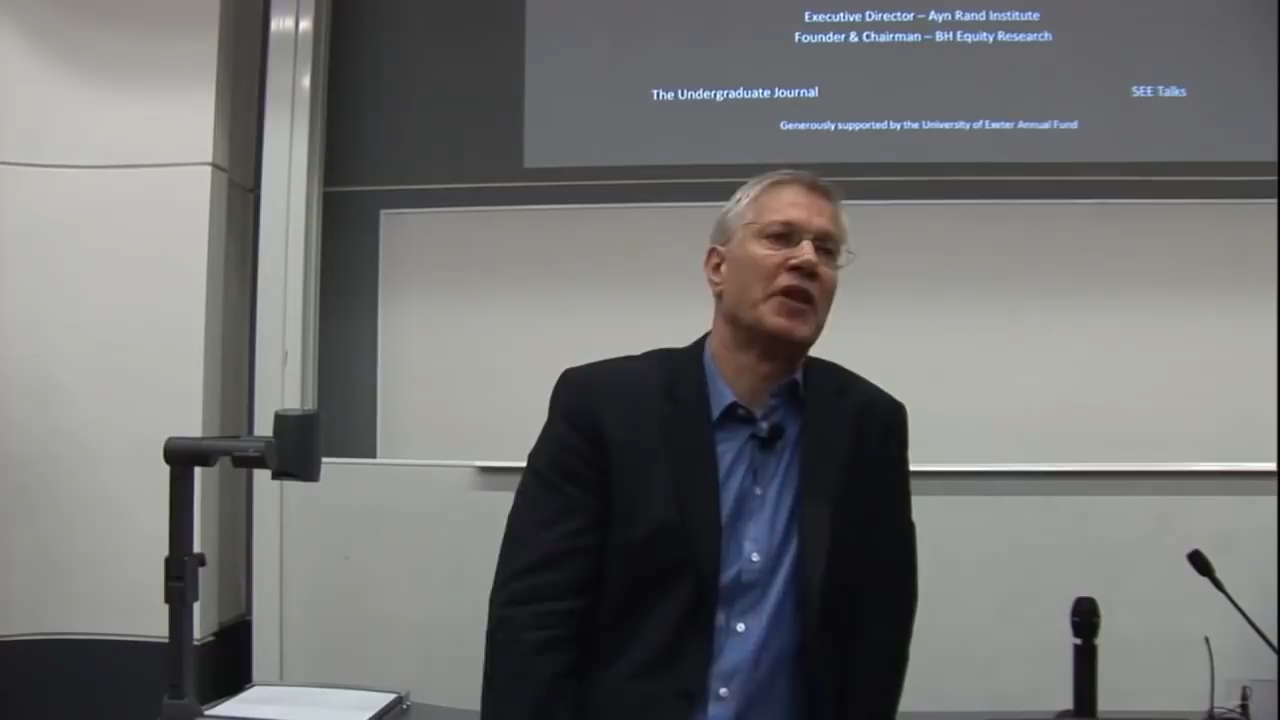 Executive Director – Ayn Rand Institute
Founder & Chairman – BH Equity Research
The Undergraduate Journal
SEE Talks
Generously supported by the University of Exeter Annual Fund